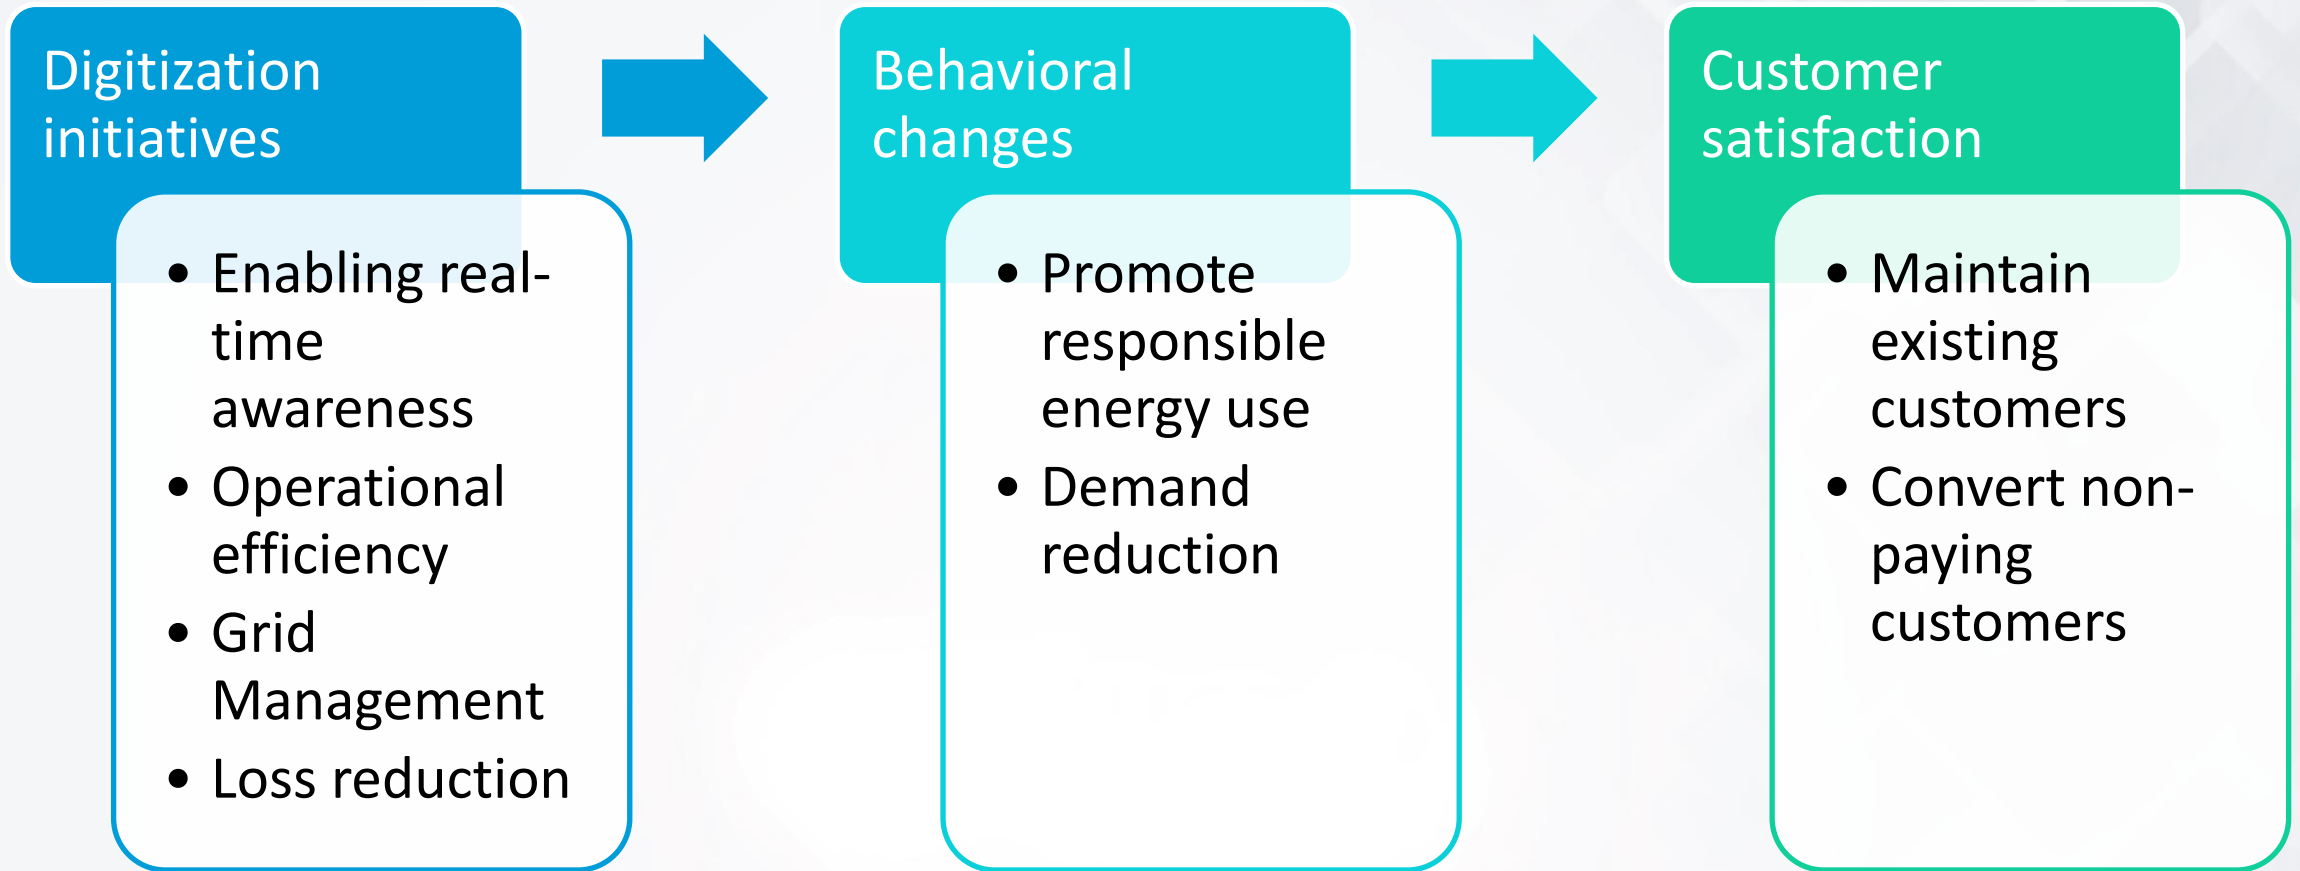 Digitization
initiatives
• Enabling real-
time
awareness
• Operational
efficiency
• Grid
Management
• Loss reduction
Behavioral
changes
• Promote
responsible
energy use
• Demand
reduction
Customer
satisfaction
• Maintain
existing
customers
• Convert non-
paying
customers